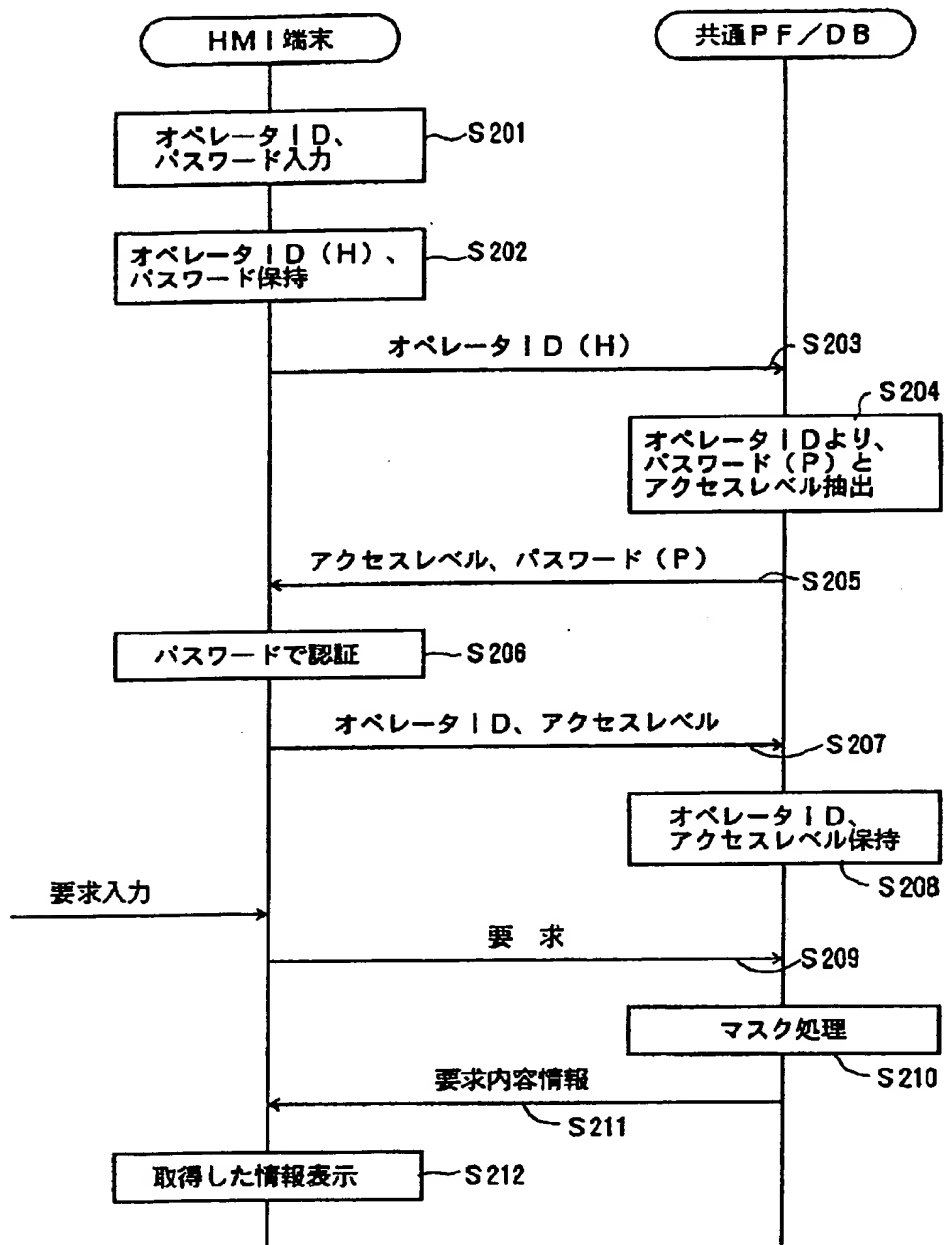 HMI端末
共通PF／DB
オペレータID、
パスワード入力
S201
オペレータID（H）、
パスワード保持
S202
オペレータID（H）
S203
S204
オペレータIDより、
パスワード（P）と
アクセスレベル抽出
アクセスレベル、パスワード（P）
S205
パスワードで認証
S206
オペレータID、アクセスレベル
S207
オペレータID、
アクセスレベル保持
S208
要求入力
要　求
S209
マスク処理
S210
要求内容情報
S211
取得した情報表示
S212